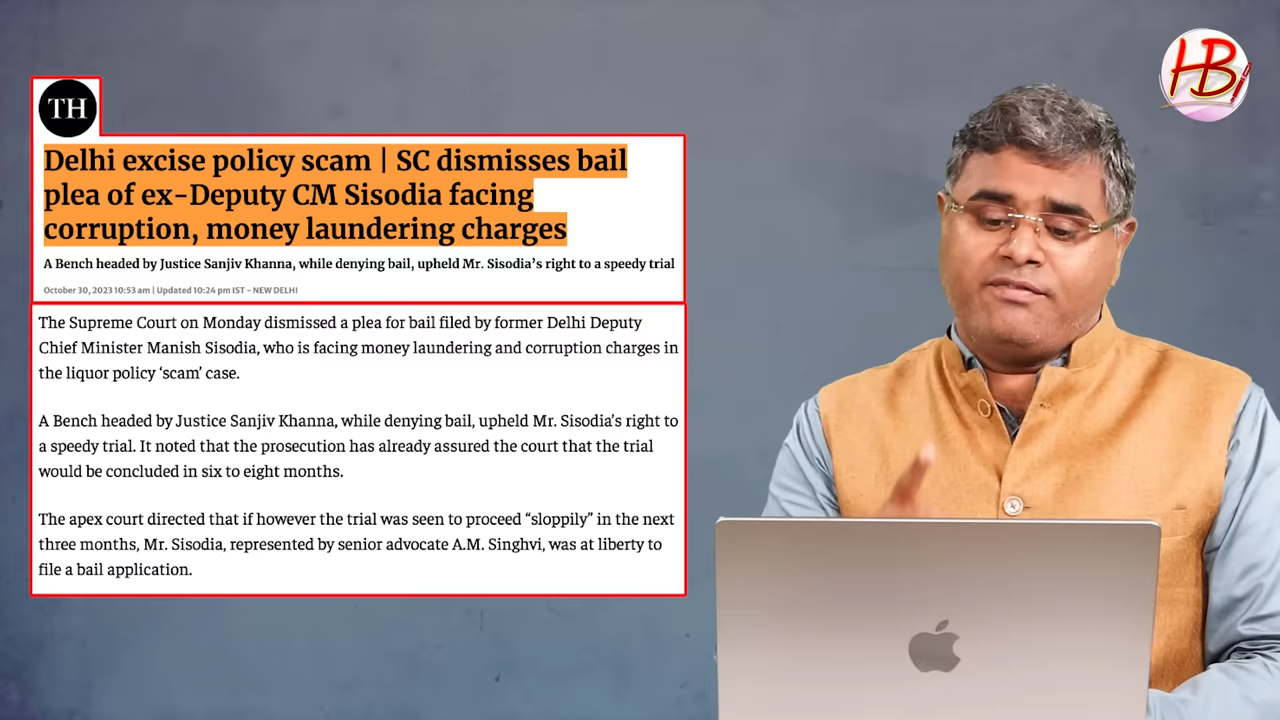 TH
Delhi excise policy scam | SC dismisses bail
plea of ex-Deputy CM Sisodia facing
corruption, money laundering charges
A Bench headed by Justice Sanjiv Khanna, while denying bail, upheld Mr. Sisodia’s right to a speedy trial
October 30, 2023 10:53 am | Updated 10:24 pm IST - NEW DELHI
The Supreme Court on Monday dismissed a plea for bail filed by former Delhi Deputy
Chief Minister Manish Sisodia, who is facing money laundering and corruption charges in
the liquor policy ‘scam’ case.
A Bench headed by Justice Sanjiv Khanna, while denying bail, upheld Mr. Sisodia’s right to
a speedy trial. It noted that the prosecution has already assured the court that the trial
would be concluded in six to eight months.
The apex court directed that if however the trial was seen to proceed “sloppily” in the next
three months, Mr. Sisodia, represented by senior advocate A.M. Singhvi, was at liberty to
file a bail application.
HBi